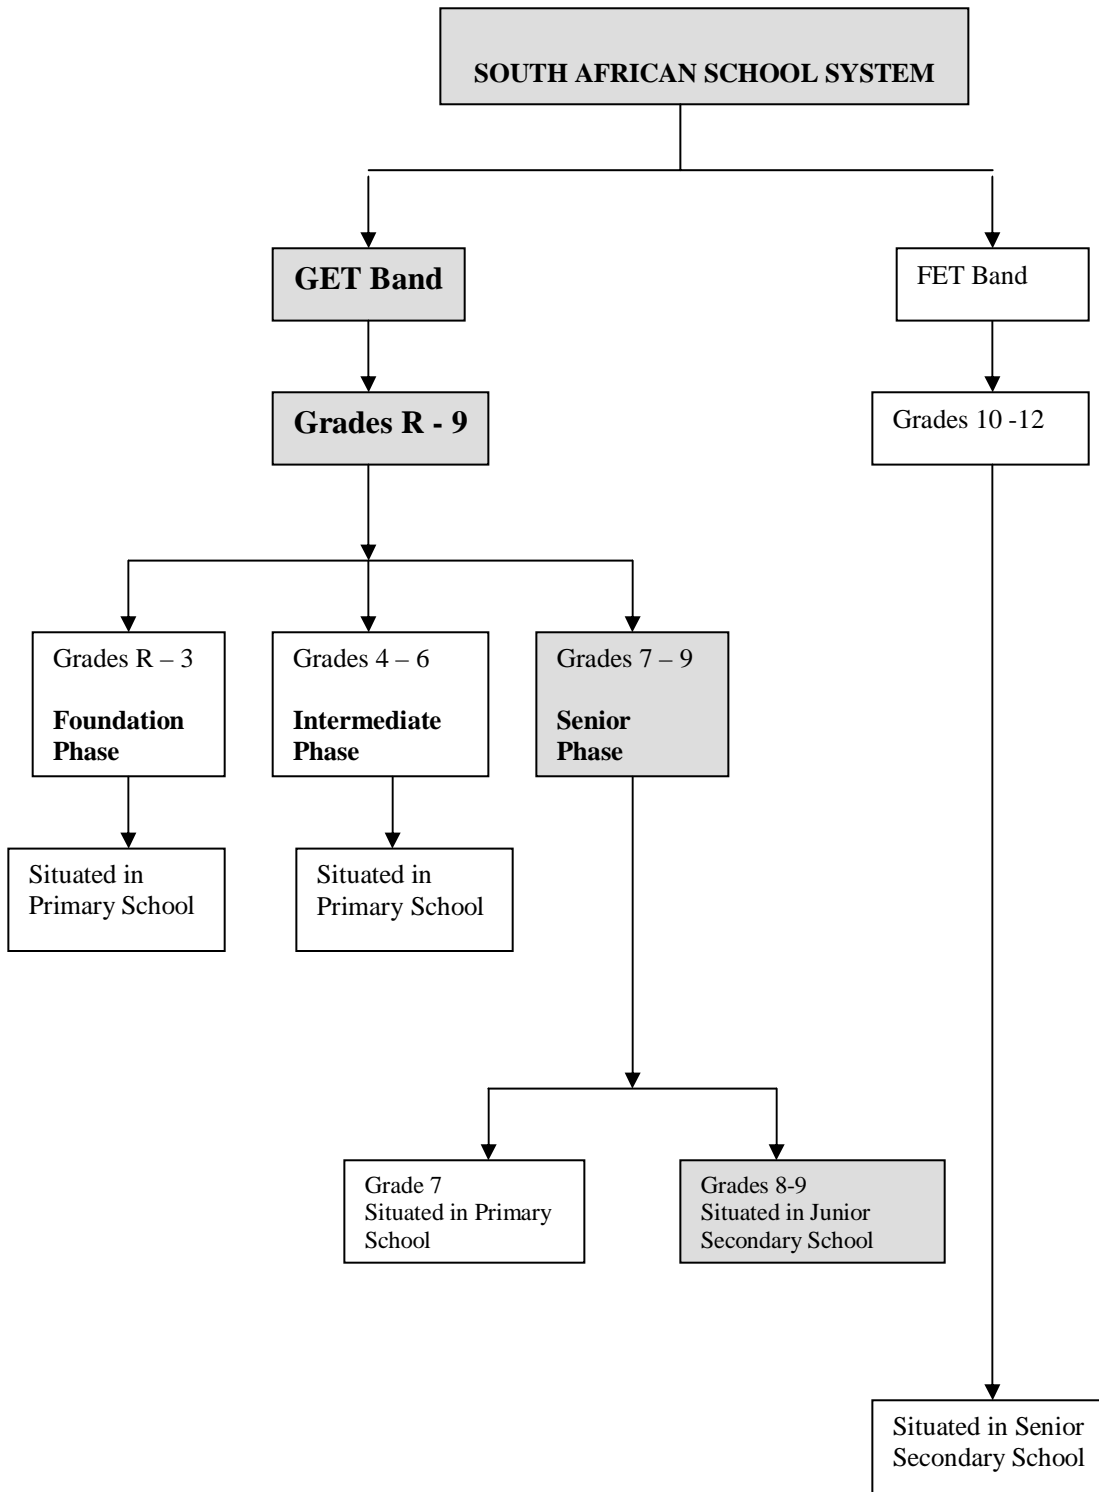 SOUTH AFRICAN SCHOOL SYSTEM
GET Band
FET Band
Grades R - 9
Grades 10 -12
Grades R – 3
Foundation
Phase
Grades 4 – 6
Intermediate
Phase
Grades 7 – 9
Senior
Phase
Situated in
Primary School
Situated in
Primary School
Grade 7
Situated in Primary
School
Grades 8-9
Situated in Junior
Secondary School
Situated in Senior
Secondary School